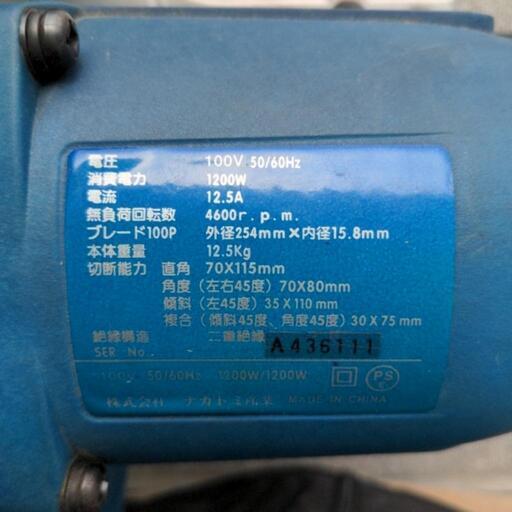 電圧 100V 50/60Hz
消費電力 1200W
電流 12.5A
無負荷回転数 4600r.p.m.
ブレード100P 外径254mm×内径15.8mm
本体重量 12.5Kg
切断能力 直角 70X115mm
角度(左右45度)70X80mm
傾斜(左45度)35X110mm
複合(傾斜45度、角度45度)30X75mm
絶縁構造 二重絶縁
SER No. A436111
100V 50/60Hz 1200W/1200W PS E
株式会社 ナカトミ産業 MADE IN CHINA